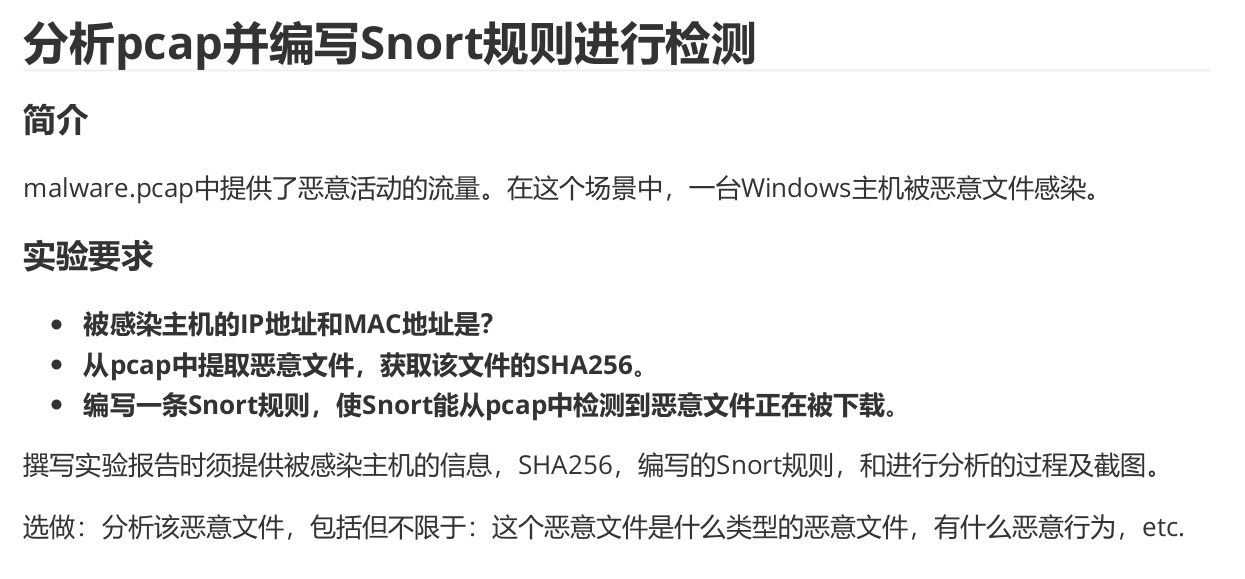 分析pcap并编写Snort规则进行检测
简介
malware.pcap中提供了恶意活动的流量。在这个场景中，一台Windows主机被恶意文件感染。
实验要求
• 被感染主机的IP地址和MAC地址是？
• 从pcap中提取恶意文件，获取该文件的SHA256。
• 编写一条Snort规则，使Snort能从pcap中检测到恶意文件正在被下载。
撰写实验报告时须提供被感染主机的信息，SHA256，编写的Snort规则，和进行分析的过程及截图。
选做：分析该恶意文件，包括但不限于：这个恶意文件是什么类型的恶意文件，有什么恶意行为，etc.